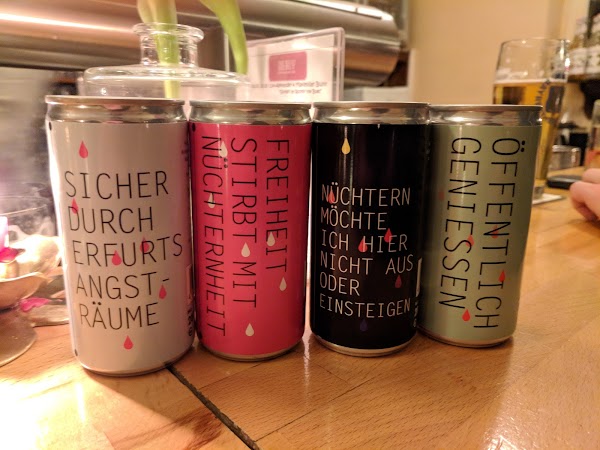 SICHER
DURCH
ERFURTS
ANGST-
RÄUME
FREIHEIT
STIRBT MIT
NÜCHTERNHEIT
NÜCHTERN
MÖCHTE
ICH HIER
NICHT AUS
ODER
EINSTEIGEN
ÖFFENTLICH
GENIESSEN